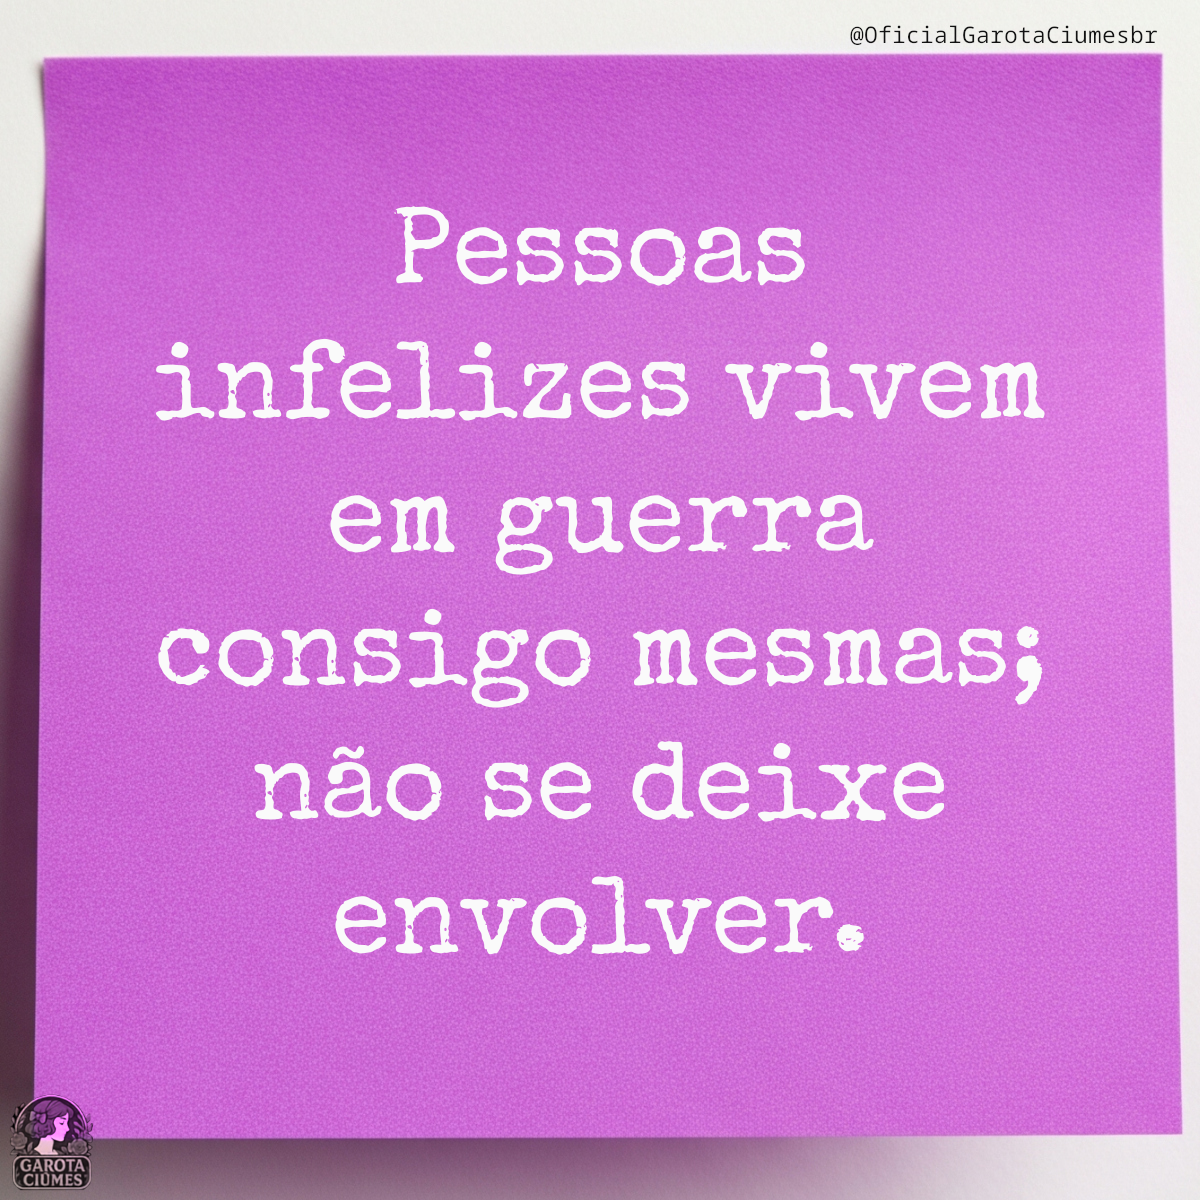 @OficialGarotaCiumesbr
Pessoas
infelizes vivem
em guerra
consigo mesmas;
não se deixe
envolver.
GAROTA
CIÚMES